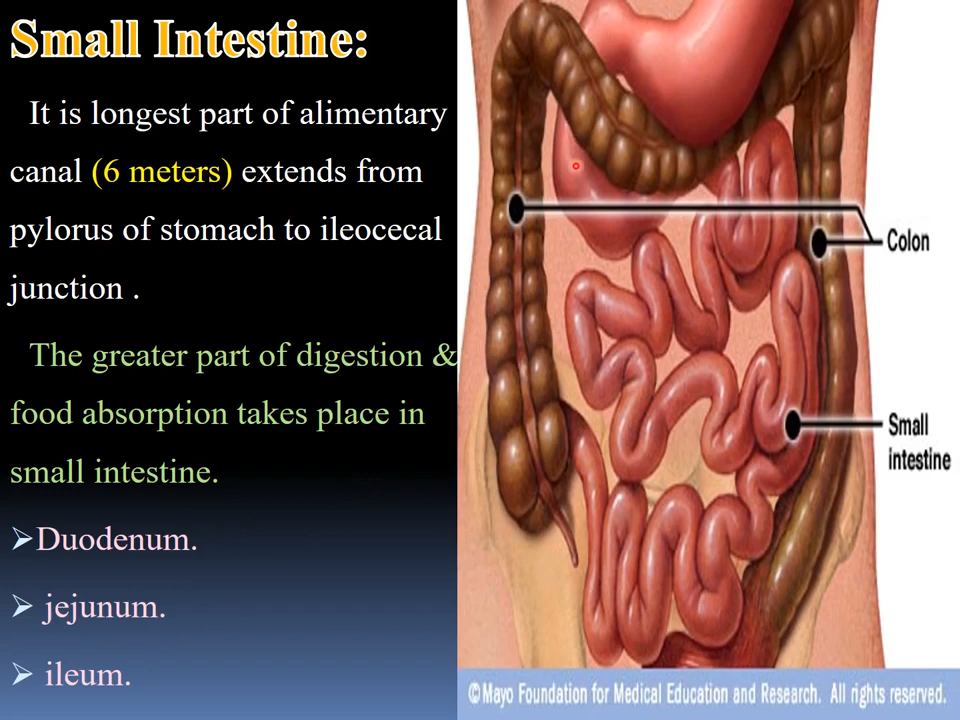 Small Intestine:
It is longest part of alimentary
canal (6 meters) extends from
pylorus of stomach to ileocecal
junction .
The greater part of digestion &
food absorption takes place in
small intestine.
➢Duodenum.
➢ jejunum.
➢ ileum.
Colon
Small
intestine
©Mayo Foundation for Medical Education and Research. All rights reserved.